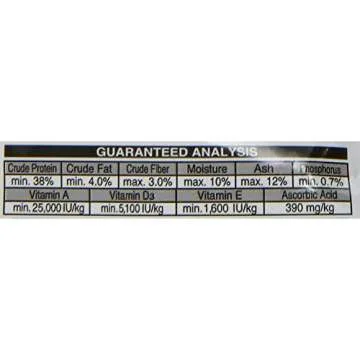 GUARANTEED ANALYSIS
Crude Protein Crude Fat Crude Fiber Moisture Ash Phosphorus
min. 38% min. 4.0% max. 3.0% max. 10% max. 12% min. 0.7%
Vitamin A Vitamin D3 Vitamin E Ascorbic Acid
min. 25,000 IU/kg min. 5,100 IU/kg min. 1,600 IU/kg 390 mg/kg